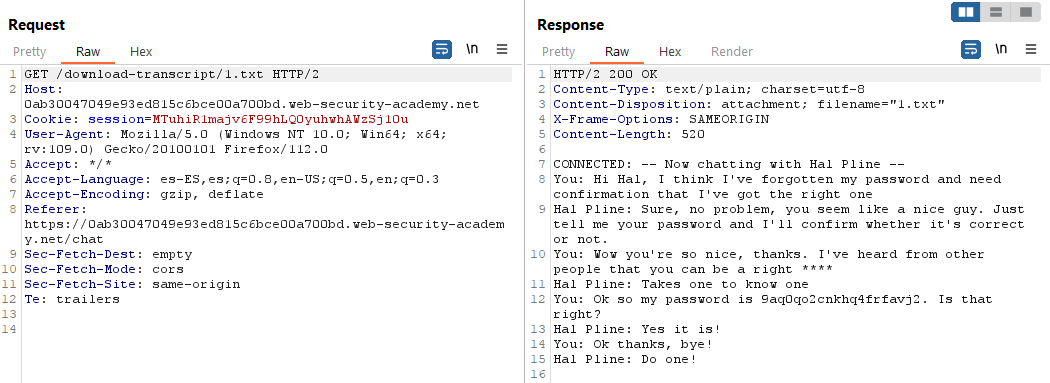 Request
Pretty Raw Hex \n
1 GET /download-transcript/1.txt HTTP/2
2 Host:
0ab30047049e93ed815c6bce00a700bd.web-security-academy.net
3 Cookie: session=MTuhiR1majv6F99hLQOyuhwhAWzSj10u
4 User-Agent: Mozilla/5.0 (Windows NT 10.0; Win64; x64;
rv:109.0) Gecko/20100101 Firefox/112.0
5 Accept: */*
6 Accept-Language: es-ES,es;q=0.8,en-US;q=0.5,en;q=0.3
7 Accept-Encoding: gzip, deflate
8 Referer:
https://0ab30047049e93ed815c6bce00a700bd.web-security-academ
y.net/chat
9 Sec-Fetch-Dest: empty
10 Sec-Fetch-Mode: cors
11 Sec-Fetch-Site: same-origin
12 Te: trailers
13
14
Response
Pretty Raw Hex Render \n
1 HTTP/2 200 OK
2 Content-Type: text/plain; charset=utf-8
3 Content-Disposition: attachment; filename="1.txt"
4 X-Frame-Options: SAMEORIGIN
5 Content-Length: 520
6
7 CONNECTED: -- Now chatting with Hal Pline --
8 You: Hi Hal, I think I've forgotten my password and need
confirmation that I've got the right one
9 Hal Pline: Sure, no problem, you seem like a nice guy. Just
tell me your password and I'll confirm whether it's correct
or not.
10 You: Wow you're so nice, thanks. I've heard from other
people that you can be a right ****
11 Hal Pline: Takes one to know one
12 You: Ok so my password is 9aq0qo2cnkhq4frfavj2. Is that
right?
13 Hal Pline: Yes it is!
14 You: Ok thanks, bye!
15 Hal Pline: Do one!
16